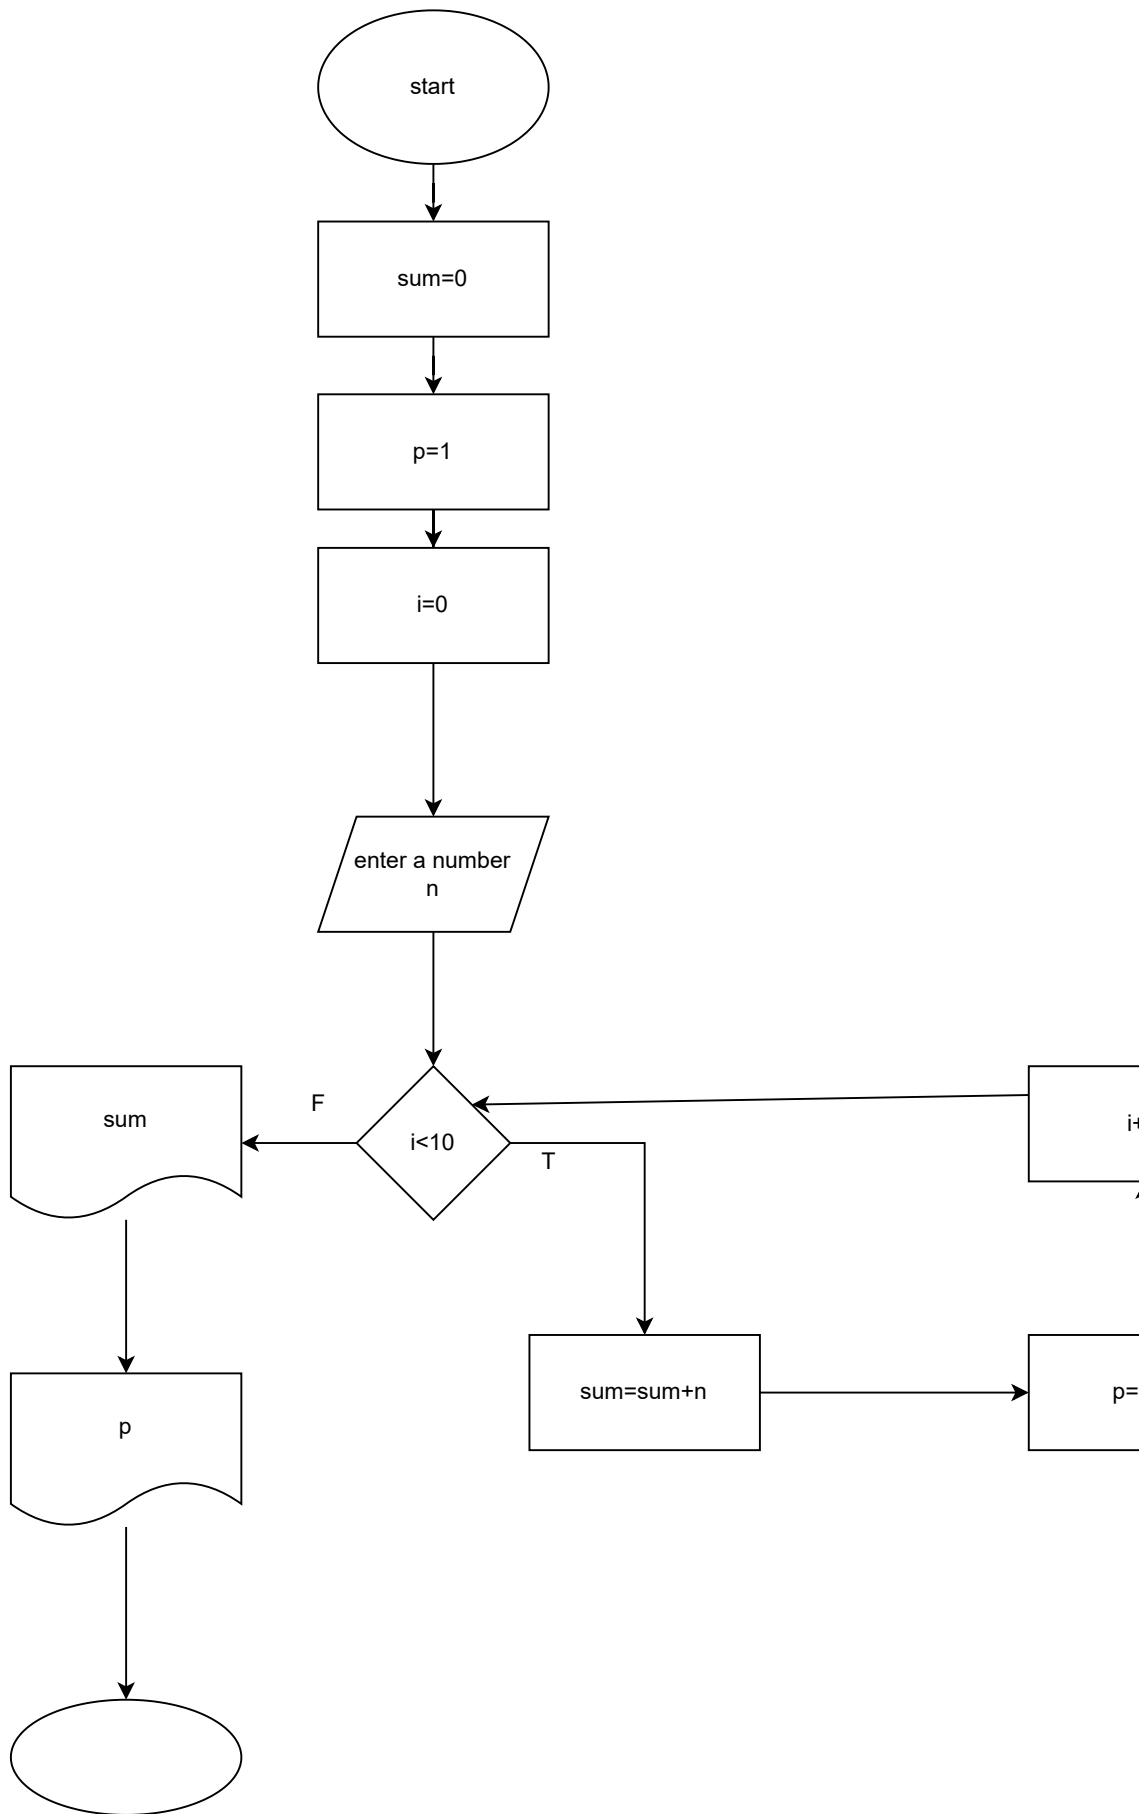 start
sum=0
p=1
i=0
enter a number
n
i<10
F
T
sum
i+
sum=sum+n
p=
p